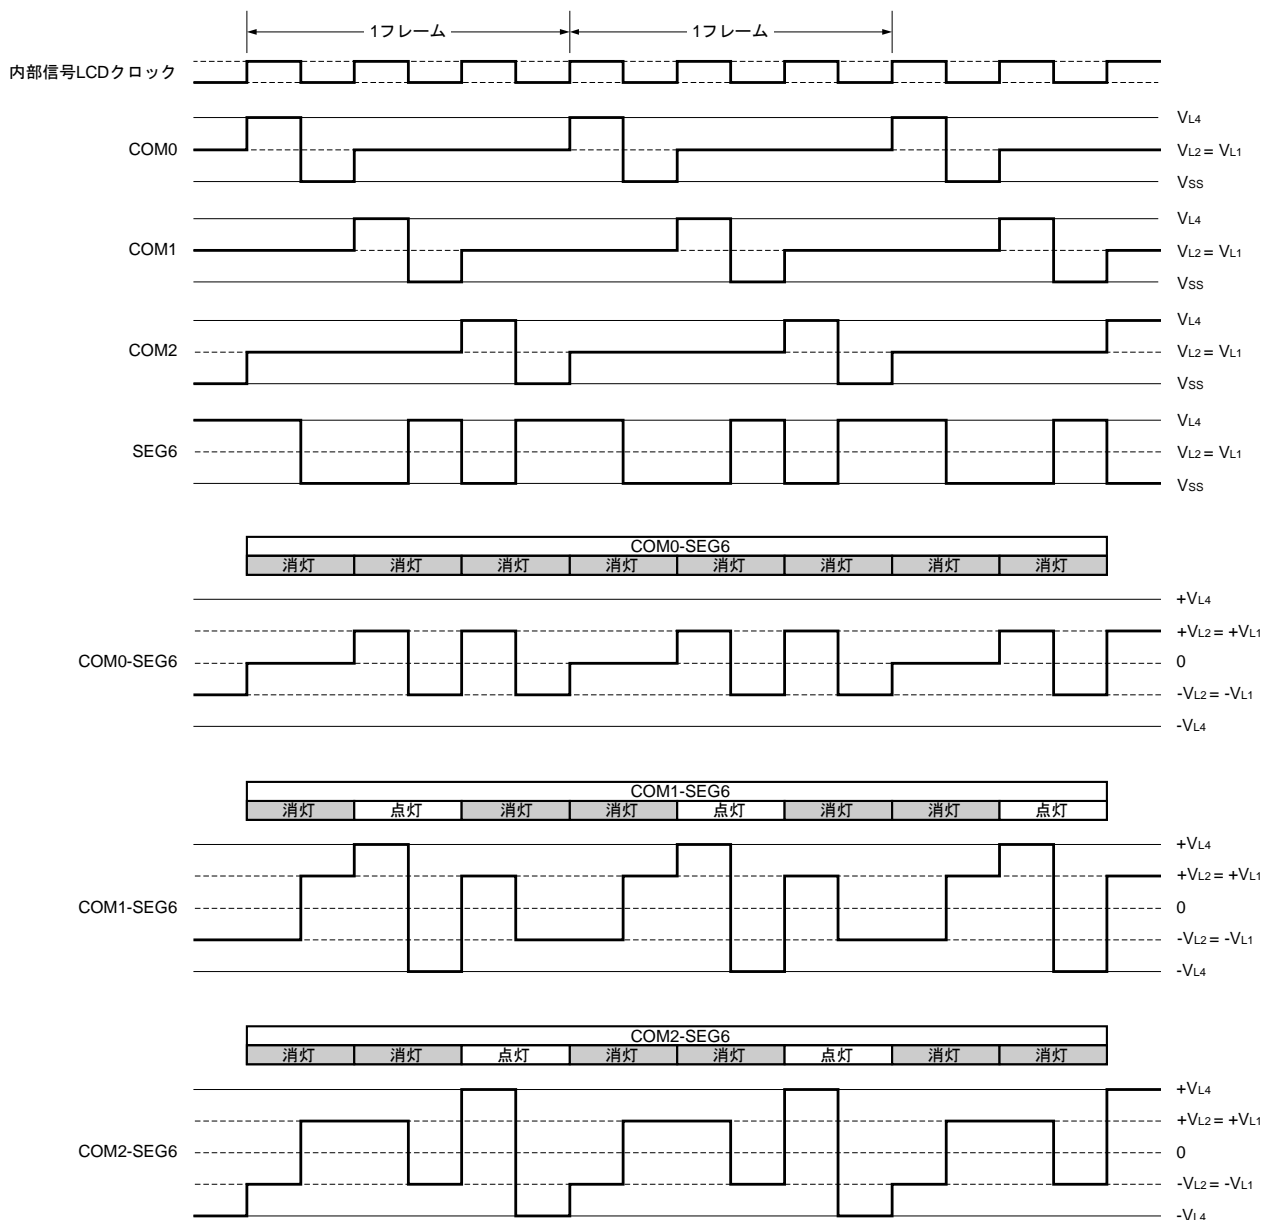 1フレーム 1フレーム
内部信号LCDクロック
VL4
COM0 VL2 = VL1
VSS
VL4
COM1 VL2 = VL1
VSS
VL4
COM2 VL2 = VL1
VSS
VL4
SEG6 VL2 = VL1
VSS
COM0-SEG6
消灯 消灯 消灯 消灯 消灯 消灯 消灯 消灯
+VL4
+VL2 = +VL1
COM0-SEG6 0
-VL2 = -VL1
-VL4
COM1-SEG6
消灯 点灯 消灯 消灯 点灯 消灯 消灯 点灯
+VL4
+VL2 = +VL1
COM1-SEG6 0
-VL2 = -VL1
-VL4
COM2-SEG6
消灯 消灯 点灯 消灯 消灯 点灯 消灯 消灯
+VL4
+VL2 = +VL1
COM2-SEG6 0
-VL2 = -VL1
-VL4